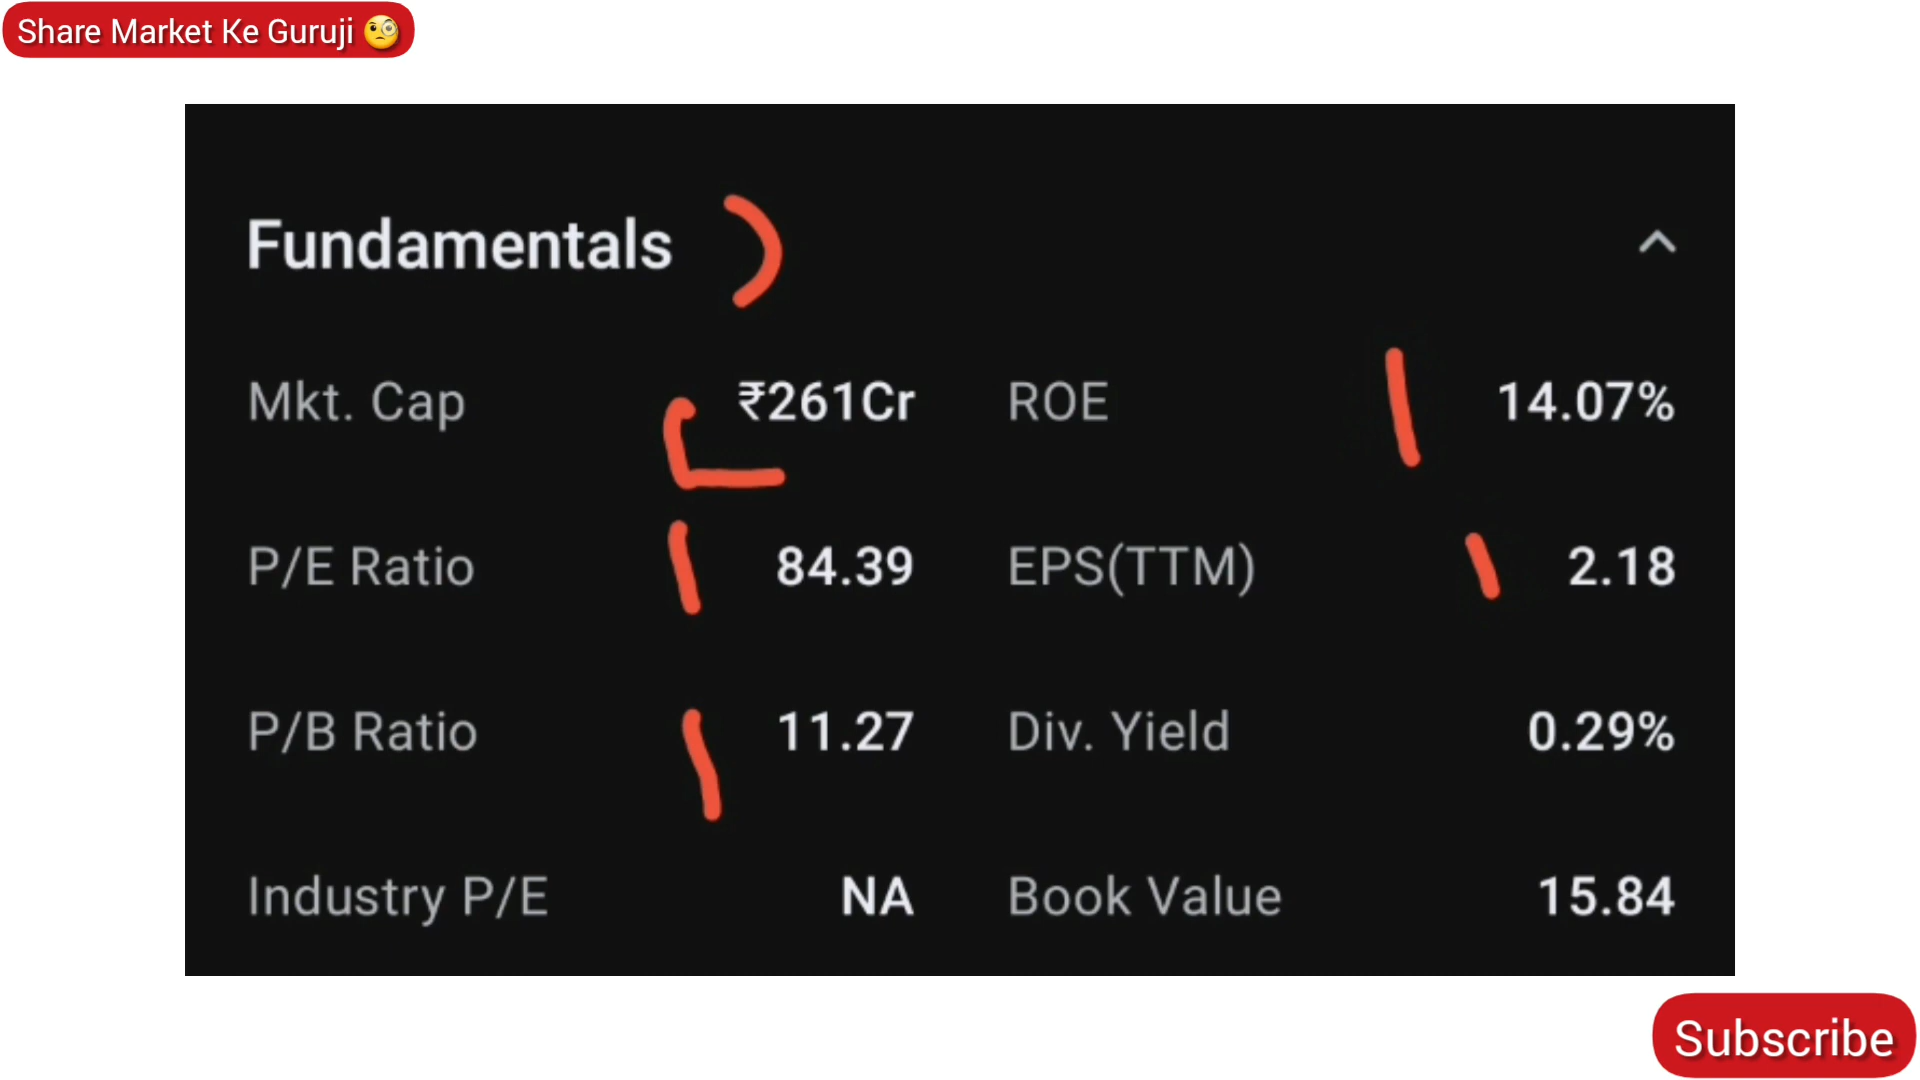 Share Market Ke Guruji 🧐
Fundamentals
Mkt. Cap ₹261Cr ROE 14.07%
P/E Ratio 84.39 EPS(TTM) 2.18
P/B Ratio 11.27 Div. Yield 0.29%
Industry P/E NA Book Value 15.84
Subscribe